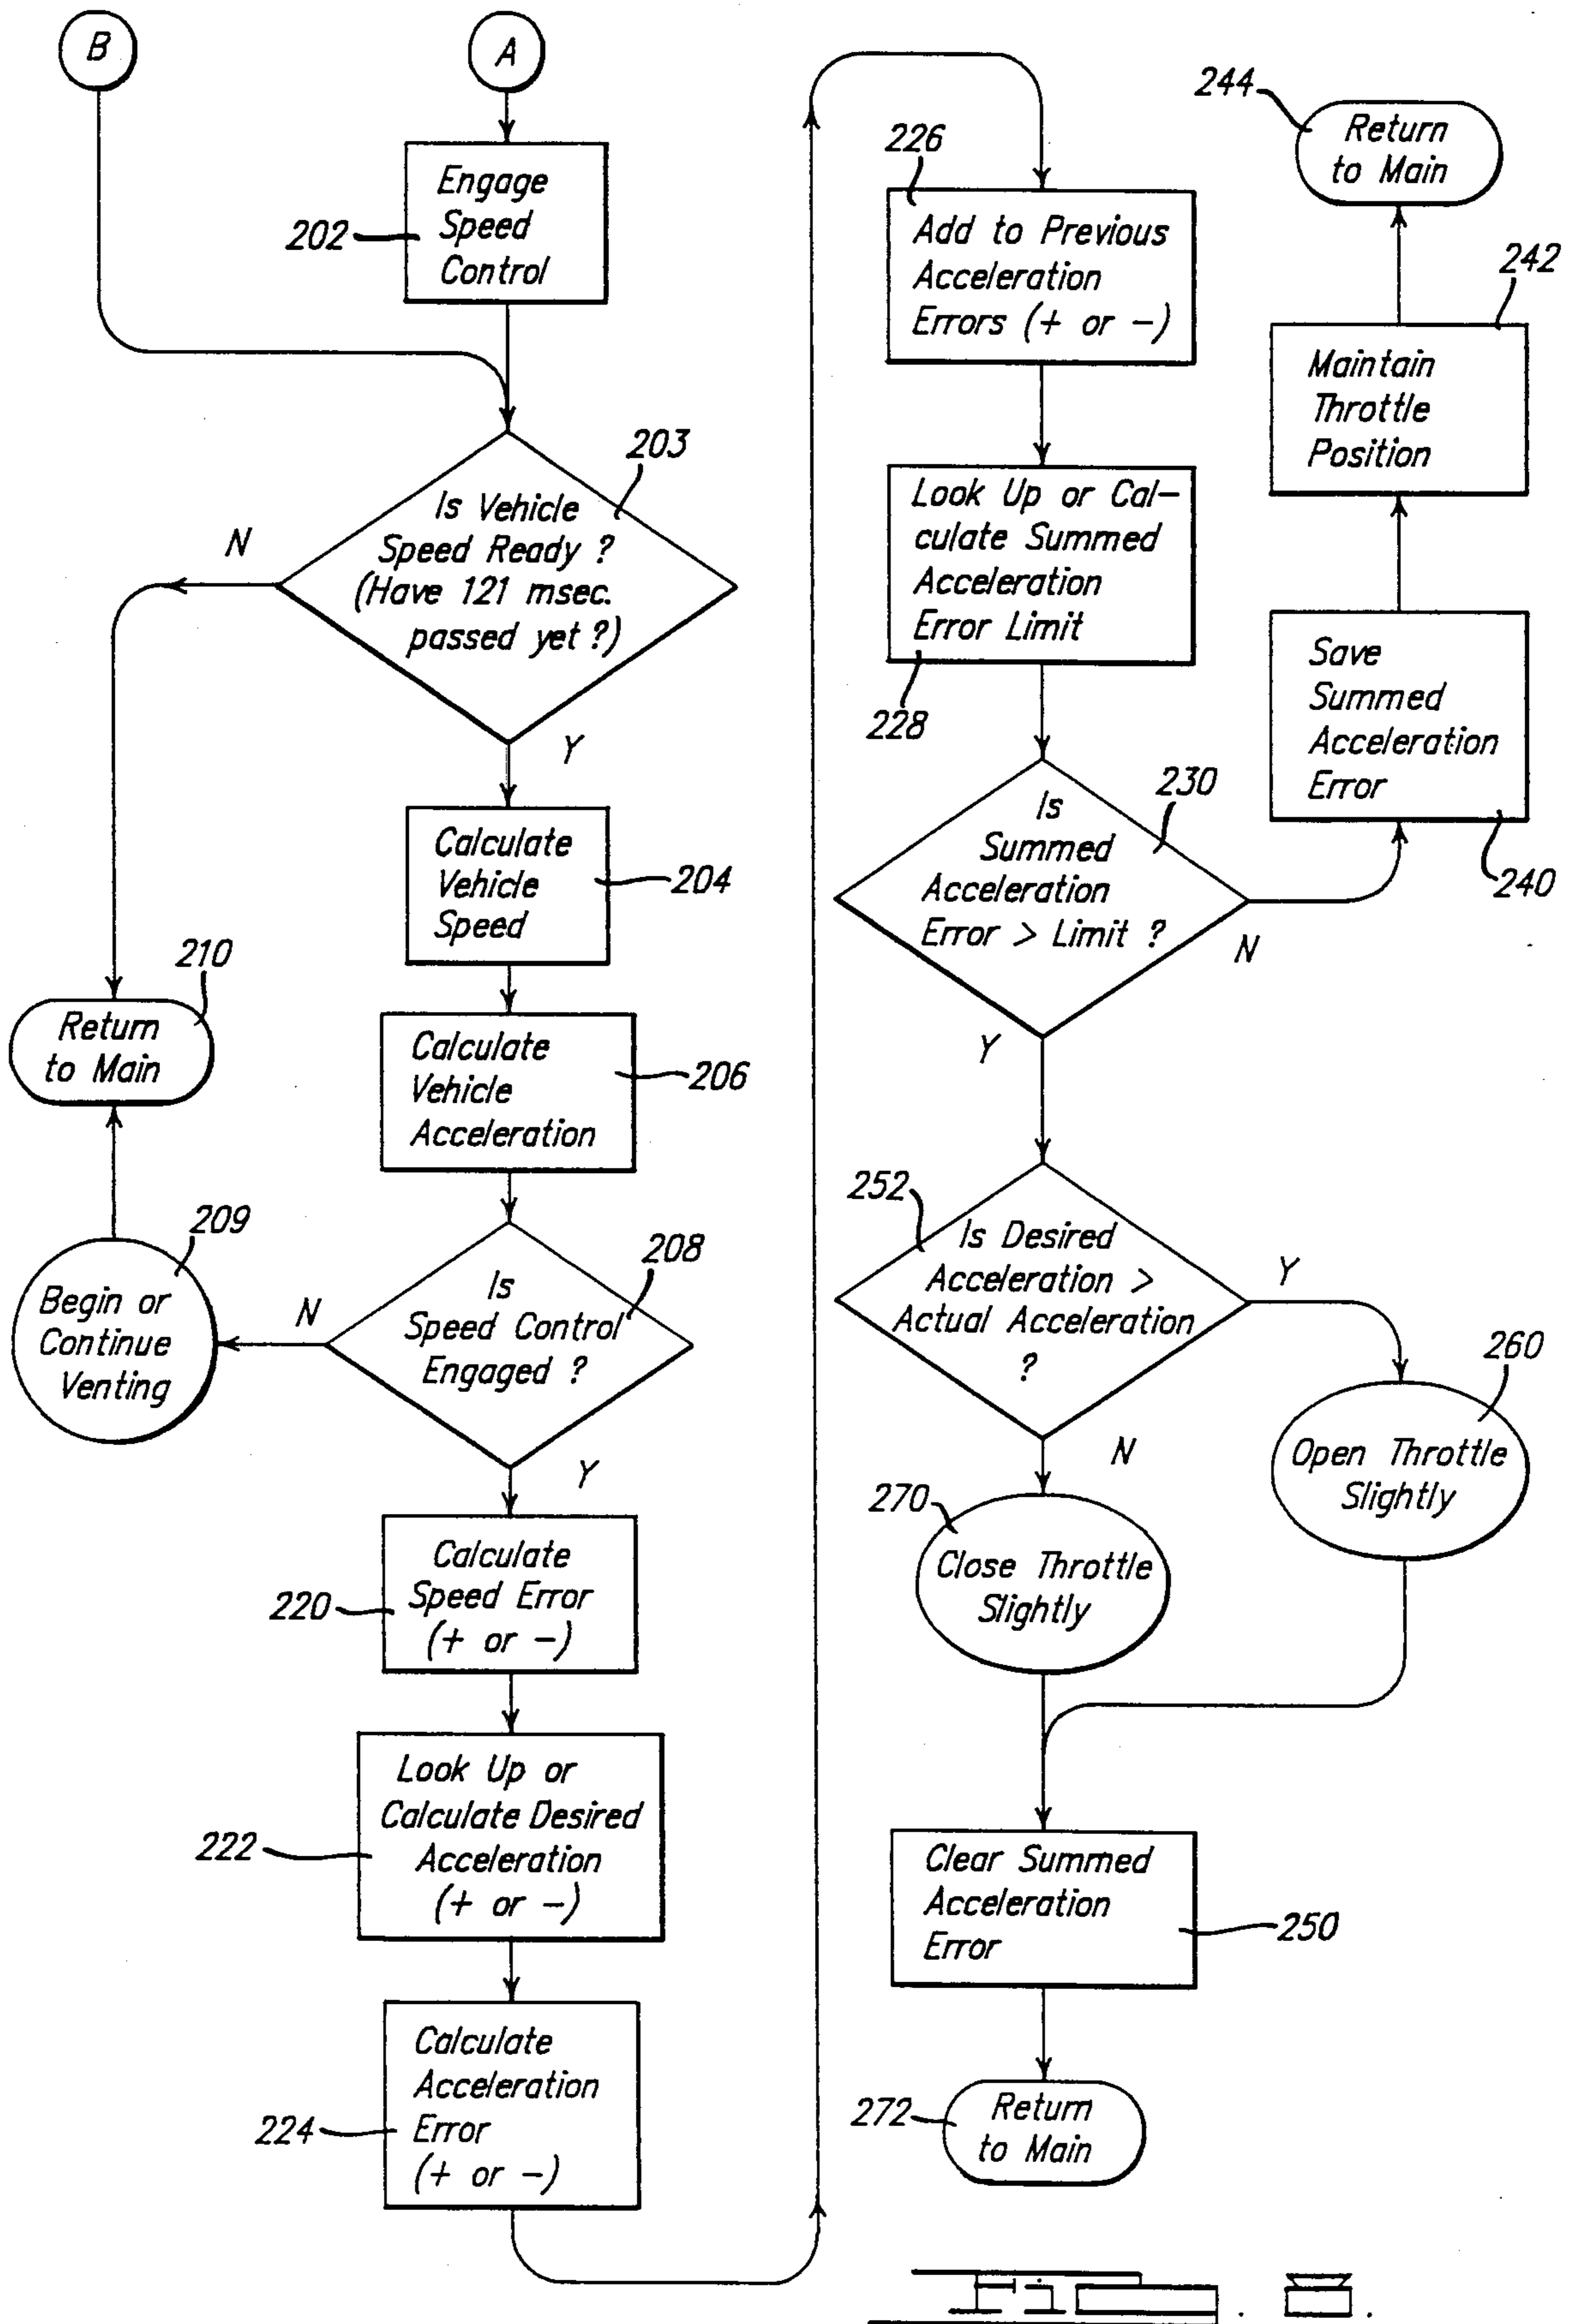 B
A
Engage
Speed
Control
202
203
Is Vehicle
Speed Ready ?
(Have 121 msec.
passed yet ?)
N
Y
Calculate
Vehicle
Speed
204
210
Return
to Main
Calculate
Vehicle
Acceleration
206
209
Begin or
Continue
Venting
N
208
Is
Speed Control
Engaged ?
Y
Calculate
Speed Error
(+ or -)
220
Look Up or
Calculate Desired
Acceleration
(+ or -)
222
Calculate
Acceleration
Error
(+ or -)
224
226
Add to Previous
Acceleration
Errors (+ or -)
Look Up or Cal-
culate Summed
Acceleration
Error Limit
228
230
Is
Summed
Acceleration
Error > Limit ?
N
Y
244
Return
to Main
242
Maintain
Throttle
Position
Save
Summed
Acceleration
Error
240
252
Is Desired
Acceleration >
Actual Acceleration
?
Y
N
260
Open Throttle
Slightly
270
Close Throttle
Slightly
Clear Summed
Acceleration
Error
250
272
Return
to Main